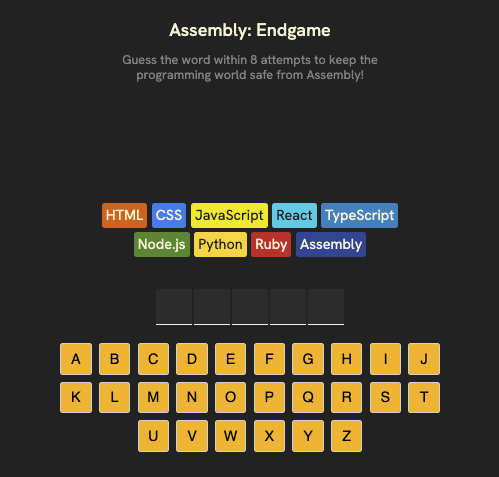 Assembly: Endgame
Guess the word within 8 attempts to keep the
programming world safe from Assembly!
HTML CSS JavaScript React TypeScript
Node.js Python Ruby Assembly
A B C D E F G H I J
K L M N O P Q R S T
U V W X Y Z